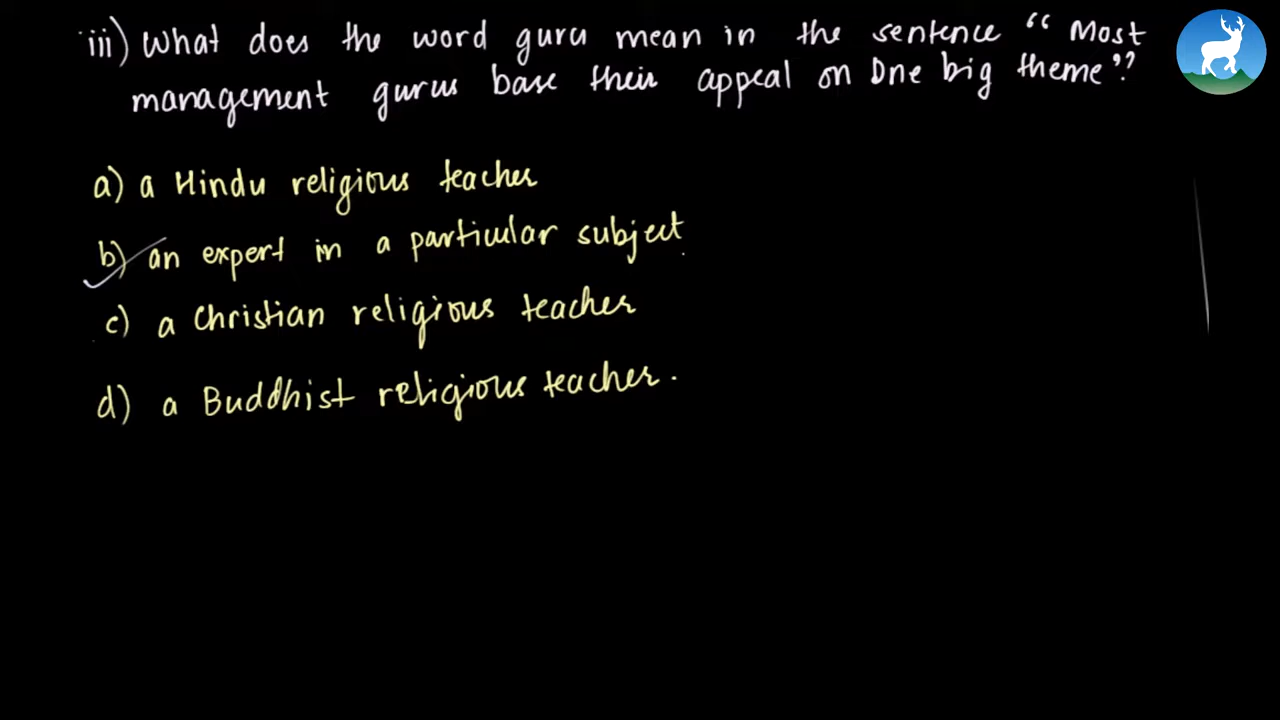 iii) What does the word guru mean in the sentence “Most
management gurus base their appeal on One big theme”?
a) a Hindu religious teacher
b) an expert in a particular subject
c) a Christian religious teacher
d) a Buddhist religious teacher.